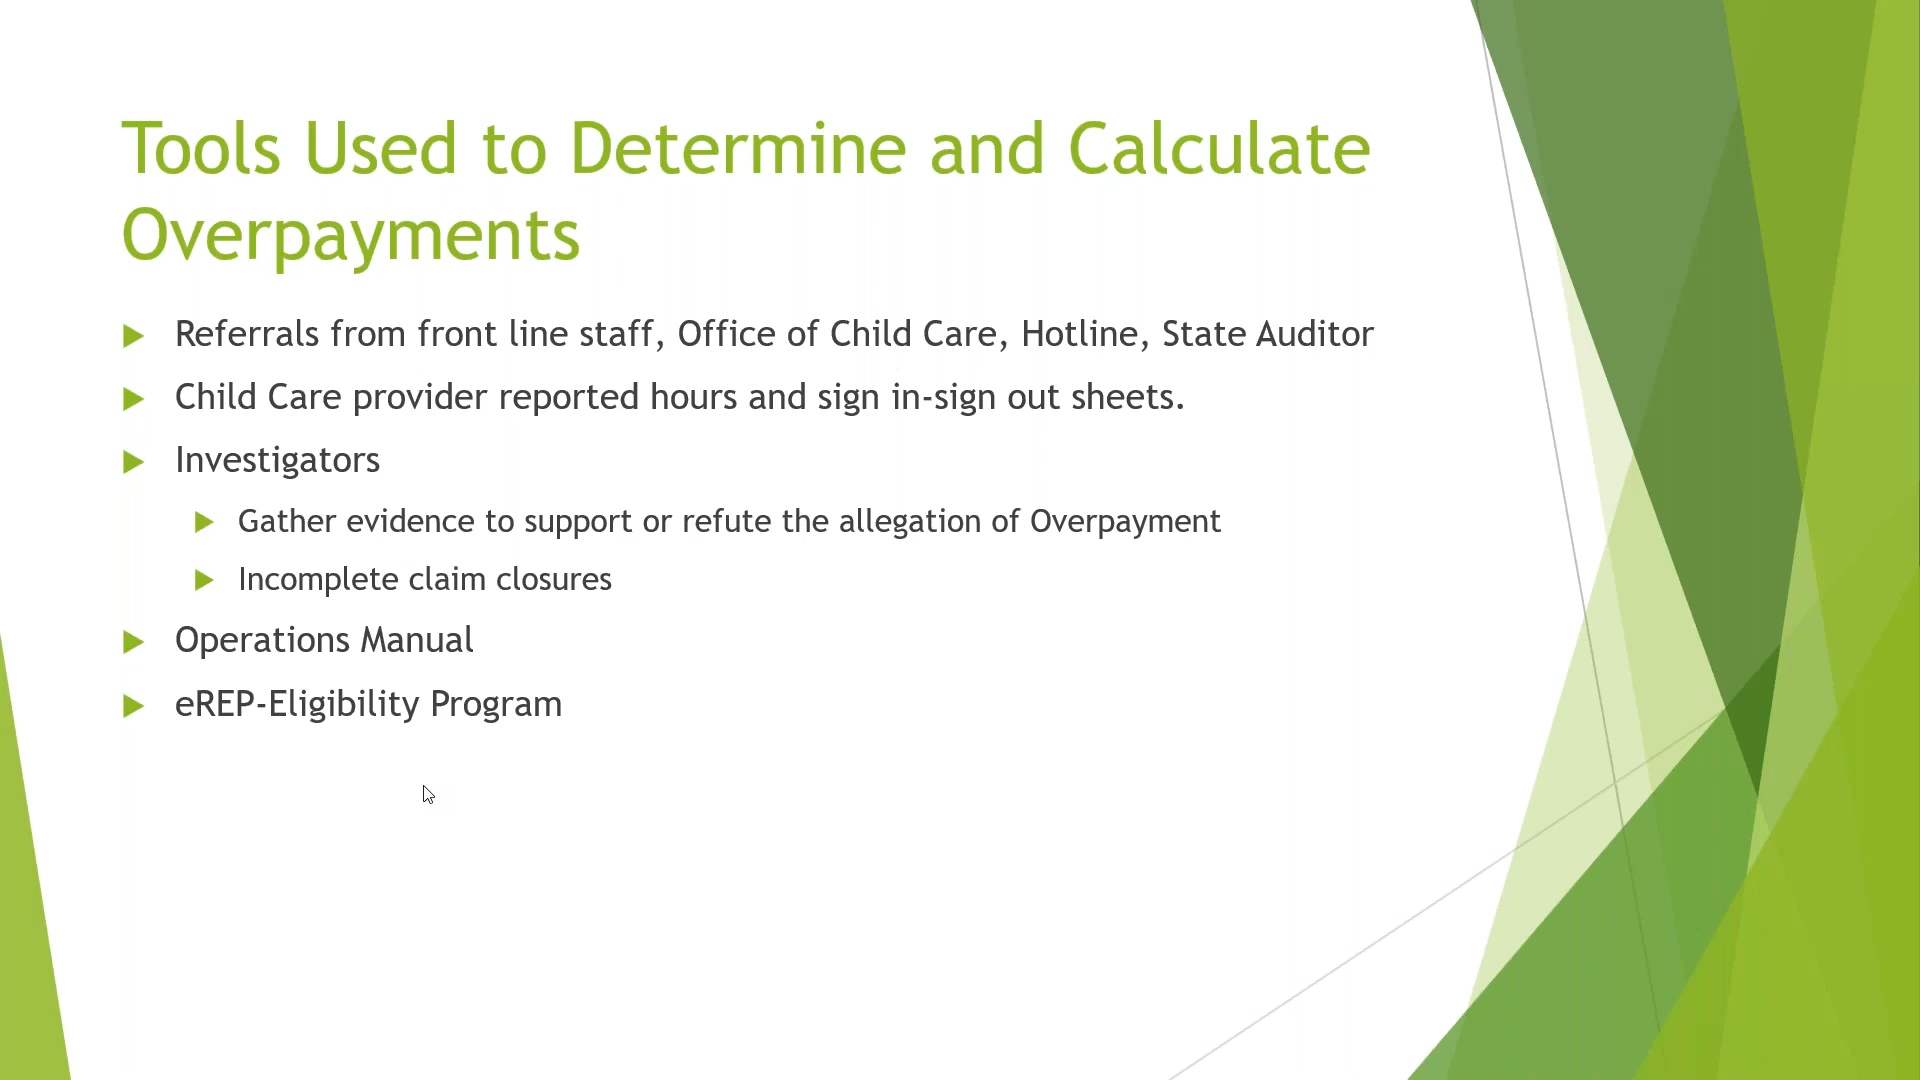 Tools Used to Determine and Calculate
Overpayments
Referrals from front line staff, Office of Child Care, Hotline, State Auditor
Child Care provider reported hours and sign in-sign out sheets.
Investigators
Gather evidence to support or refute the allegation of Overpayment
Incomplete claim closures
Operations Manual
eREP-Eligibility Program